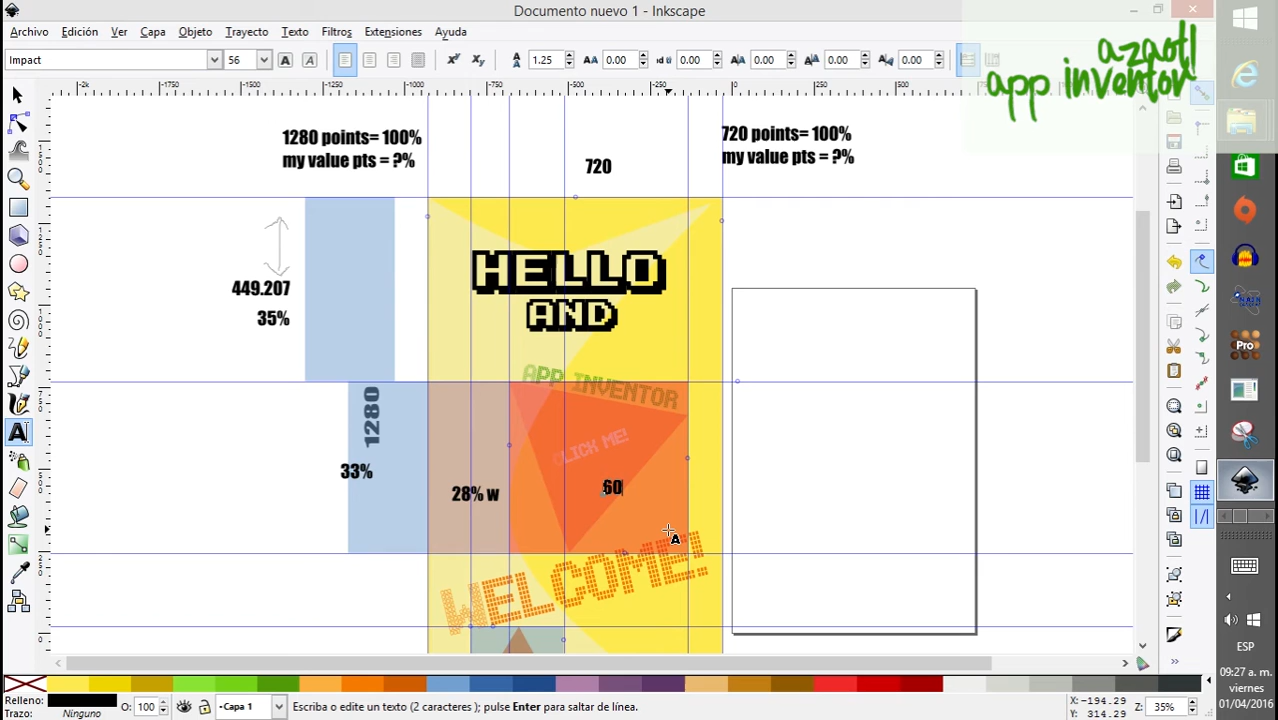 Documento nuevo 1 - Inkscape
Archivo Edición Ver Capa Objeto Trayecto Texto Filtros Extensiones Ayuda
azaotl
app inventor
Impact 56 1.25 0.00 0.00 0.00 0.00 0.00
1280 points= 100%
my value pts = ?%
720
720 points= 100%
my value pts = ?%
449.207
35%
HELLO
AND
APP INVENTOR
CLICK ME!
1280
33%
28% w
60
WELCOME!
Pro
ESP
09:27 a.m.
viernes
01/04/2016
Relleno:
Trazo: Ninguno
O: 100
Capa 1
Escriba o edite un texto (2 caracteres); pulse Enter para saltar de línea.
X: -194.29
Y: 314.29
Z: 35%